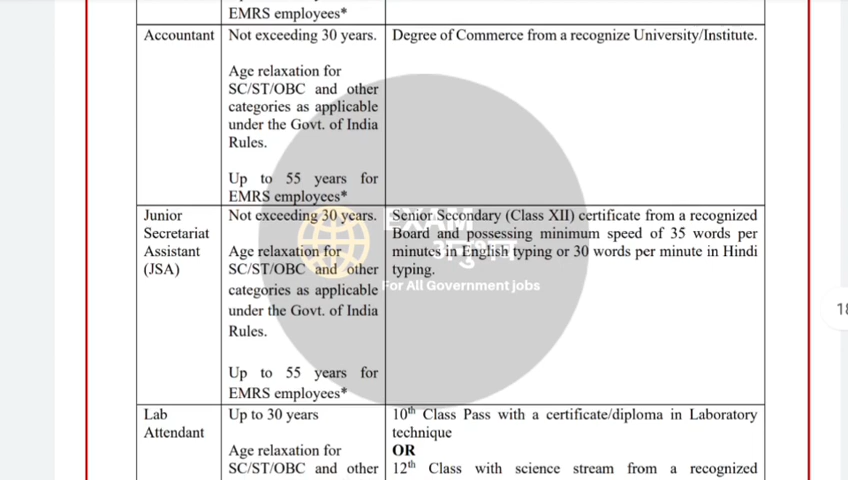 EMRS employees*
Accountant
Not exceeding 30 years.
Age relaxation for
SC/ST/OBC and other
categories as applicable
under the Govt. of India
Rules.
Up to 55 years for
EMRS employees*
Degree of Commerce from a recognize University/Institute.
Junior
Secretariat
Assistant
(JSA)
Not exceeding 30 years.
Age relaxation for
SC/ST/OBC and other
categories as applicable
under the Govt. of India
Rules.
Up to 55 years for
EMRS employees*
Senior Secondary (Class XII) certificate from a recognized
Board and possessing minimum speed of 35 words per
minutes in English typing or 30 words per minute in Hindi
typing.
EXAM
For All Government jobs
Lab
Attendant
Up to 30 years
Age relaxation for
SC/ST/OBC and other
10th Class Pass with a certificate/diploma in Laboratory
technique
OR
12th Class with science stream from a recognized
18